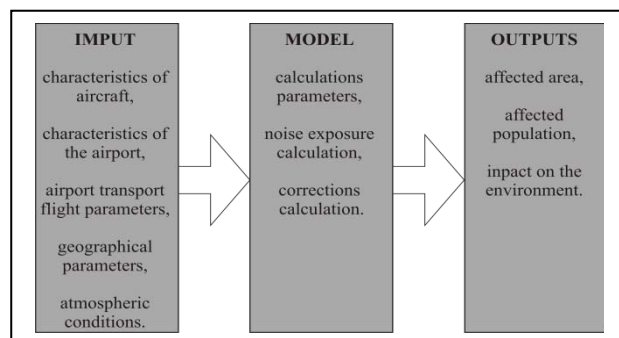 IMPUT
characteristics of
aircraft,
characteristics of
the airport,
airport transport
flight parameters,
geographical
parameters,
atmospheric
conditions.
MODEL
calculations
parameters,
noise exposure
calculation,
corrections
calculation.
OUTPUTS
affected area,
affected
population,
inpact on the
environment.